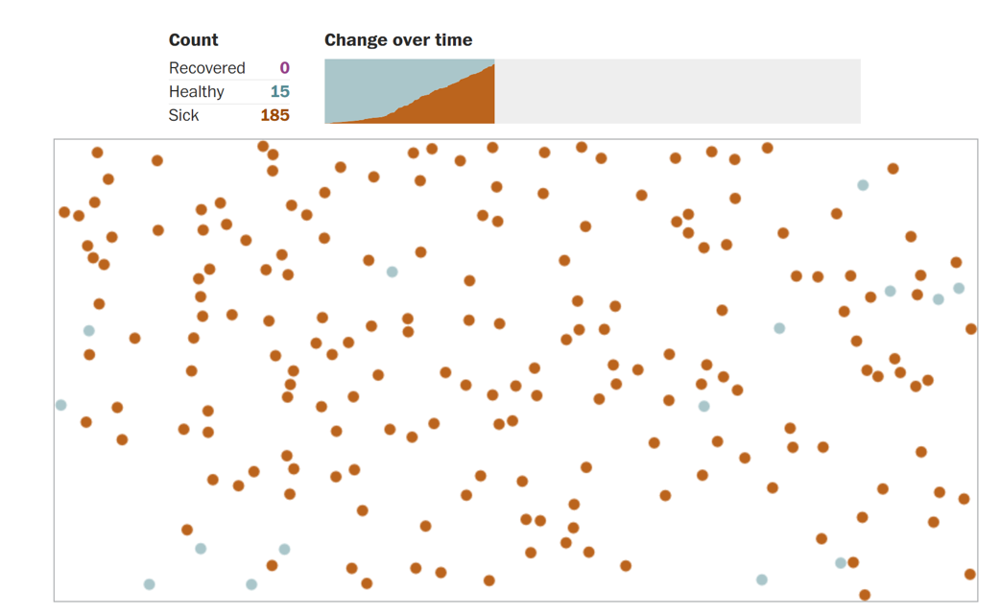 Count
Change over time
Recovered 0
Healthy 15
Sick 185